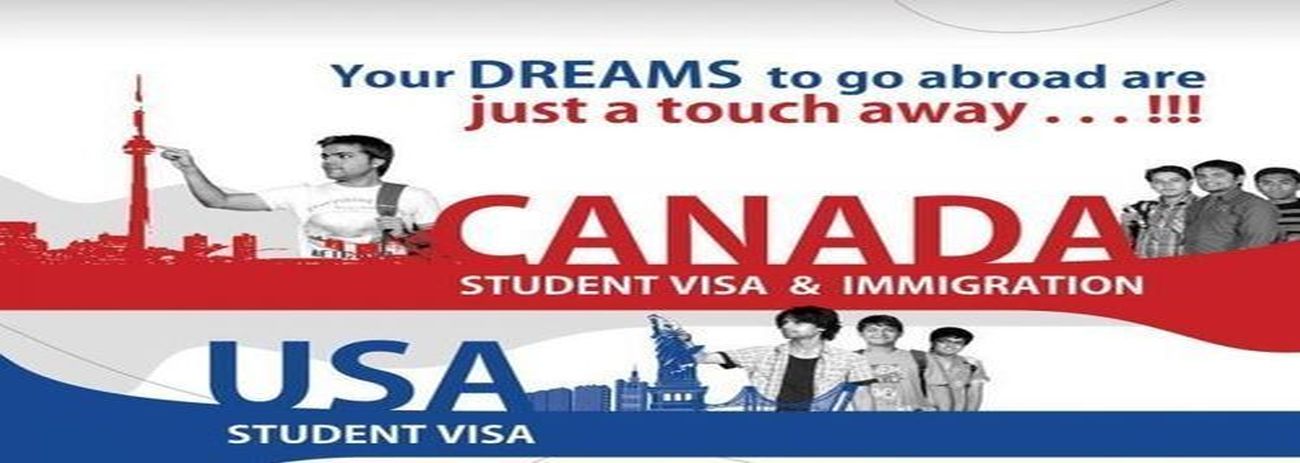 Your DREAMS to go abroad are
just a touch away . . . !!!
CANADA
STUDENT VISA & IMMIGRATION
USA
STUDENT VISA